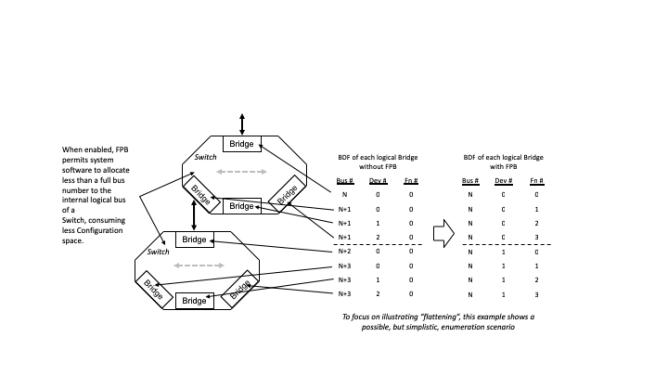 When enabled, FPB
permits system
software to allocate
less than a full bus
number to the
internal logical bus
of a
Switch, consuming
less Configuration
space.
Bridge
Switch
Bridge
Bridge
Bridge
Bridge
Switch
Bridge
Bridge
Bridge
BDF of each logical Bridge
without FPB
Bus # Dev # Fn #
N 0 0
N+1 0 0
N+1 1 0
N+1 2 0
N+2 0 0
N+3 0 0
N+3 1 0
N+3 2 0
BDF of each logical Bridge
with FPB
Bus # Dev # Fn #
N 0 0
N 0 1
N 0 2
N 0 3
N 1 0
N 1 1
N 1 2
N 1 3
To focus on illustrating "flattening", this example shows a
possible, but simplistic, enumeration scenario